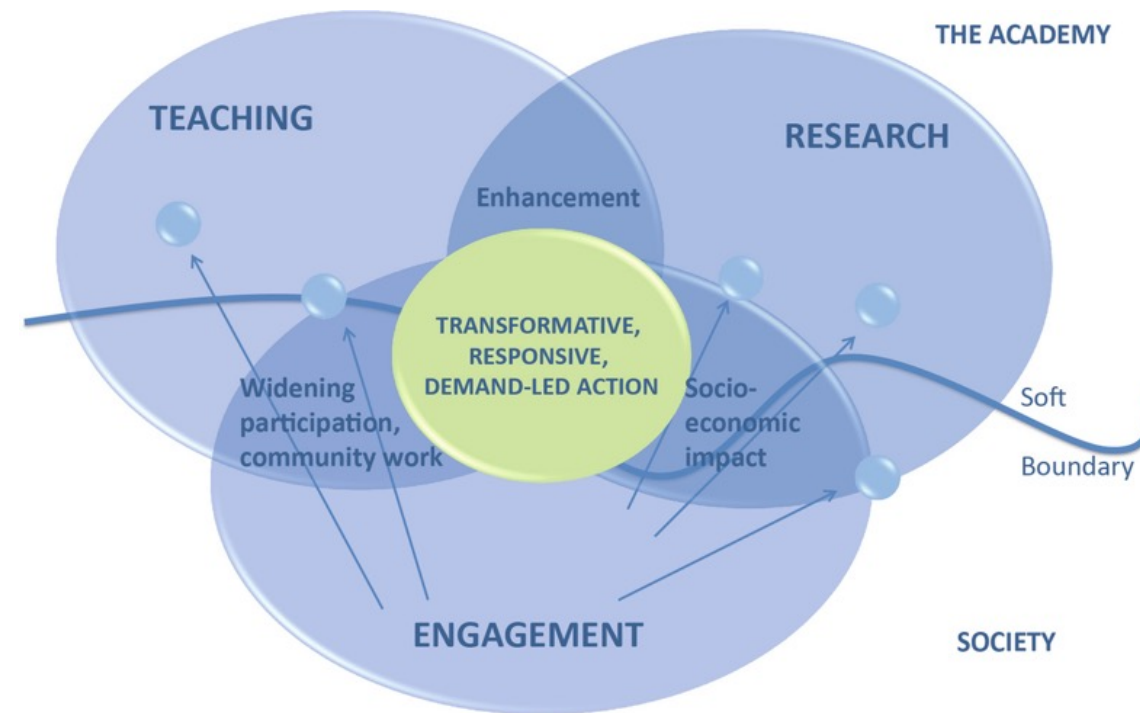 THE ACADEMY
TEACHING
RESEARCH
Enhancement
TRANSFORMATIVE,
RESPONSIVE,
DEMAND-LED ACTION
Widening
participation,
community work
Socio-
economic
impact
Soft
Boundary
ENGAGEMENT
SOCIETY